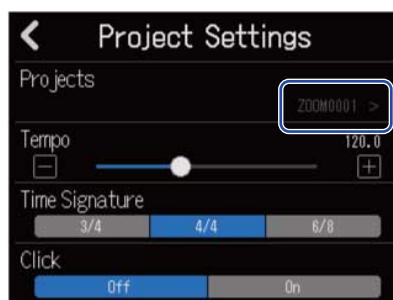 < Project Settings
Projects
ZOOM0001 >
Tempo 120.0
- +
Time Signature
3/4 4/4 6/8
Click
Off On